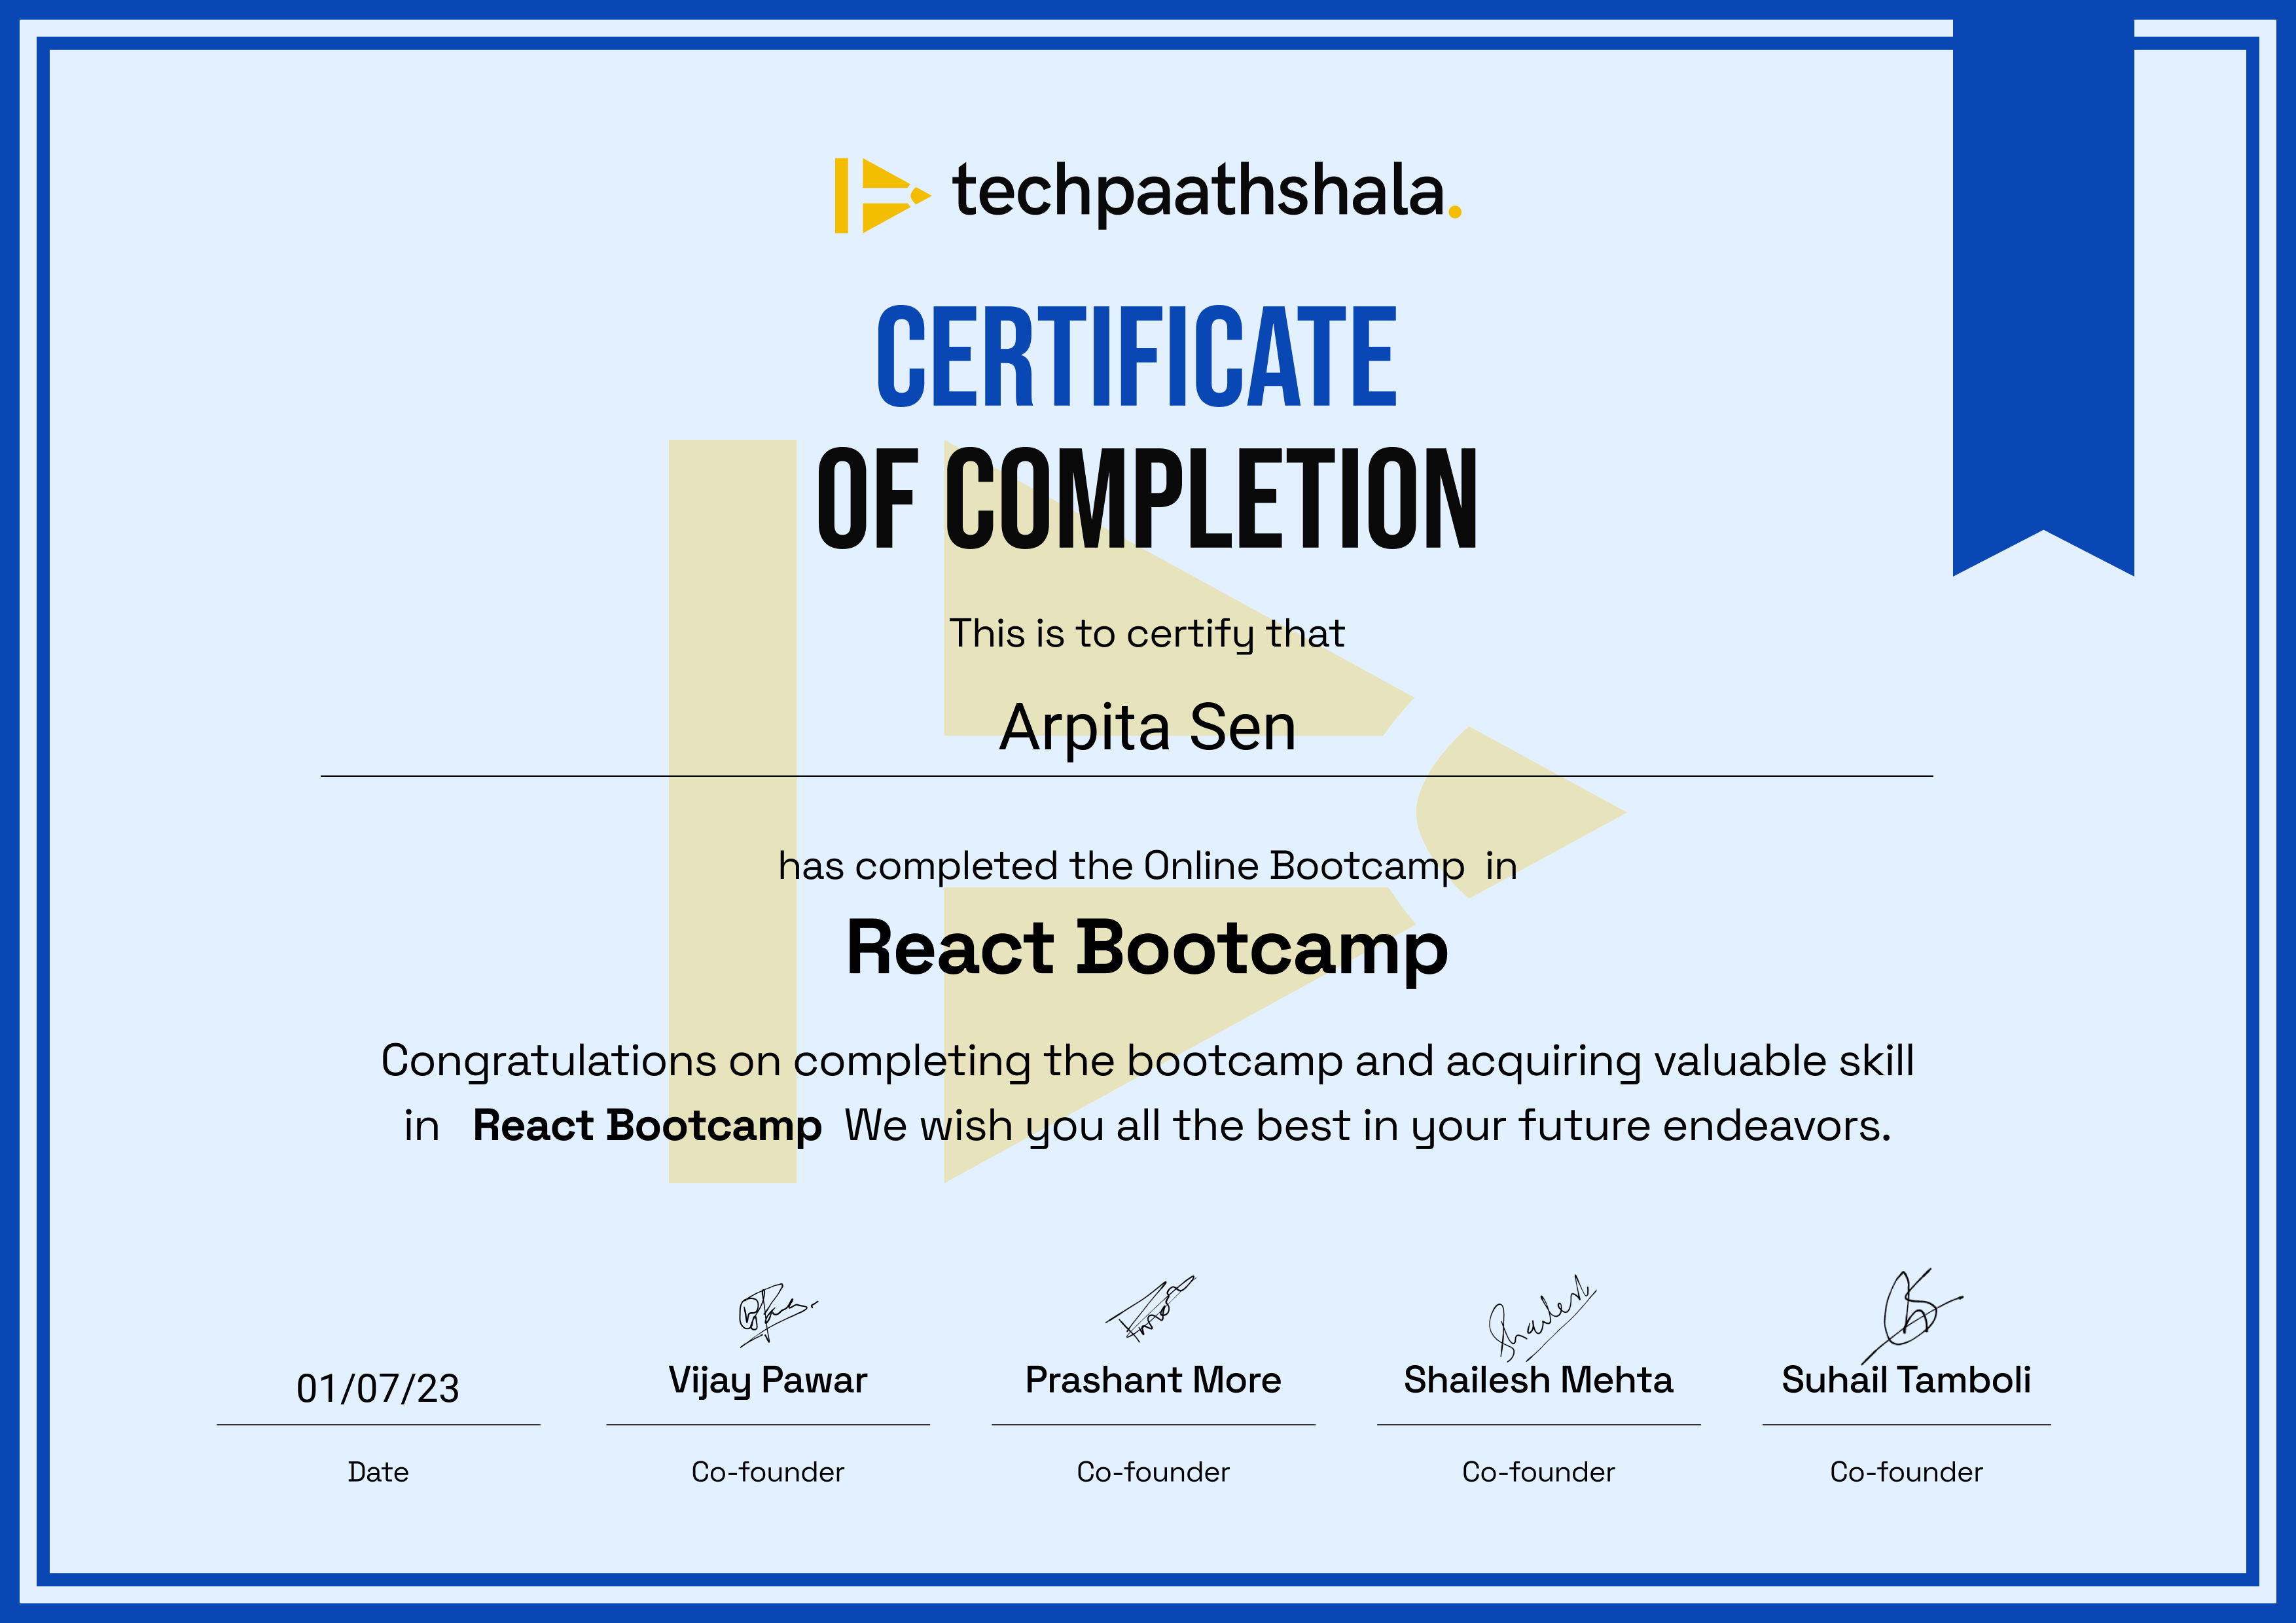 techpaathshala.
CERTIFICATE
OF COMPLETION
This is to certify that
Arpita Sen
has completed the Online Bootcamp in
React Bootcamp
Congratulations on completing the bootcamp and acquiring valuable skill
in React Bootcamp We wish you all the best in your future endeavors.
Shailesh
01/07/23 Vijay Pawar Prashant More Shailesh Mehta Suhail Tamboli
Date Co-founder Co-founder Co-founder Co-founder